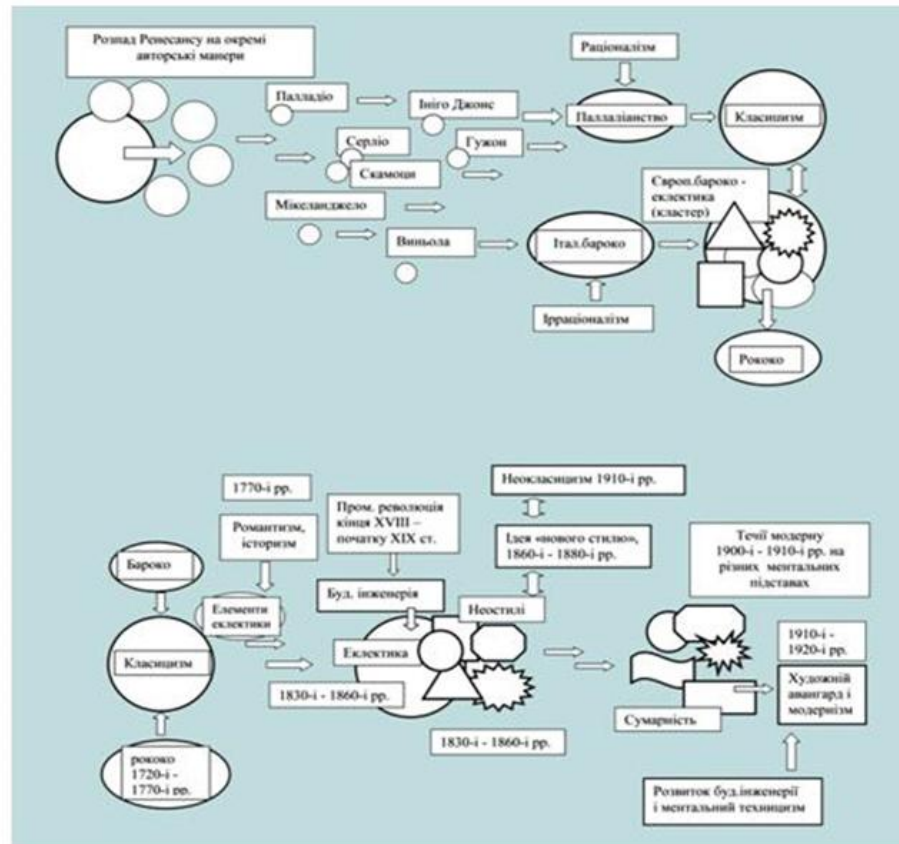 Розпад Ренесансу на окремі
авторські манери
Раціоналізм
Палладіо
Ініго Джонс
Палладіанство
Класицизм
Серліо
Гужон
Скамоци
Європ.бароко -
еклектика
(кластер)
Мікеланджело
Виньола
Італ.бароко
Ірраціоналізм
Рококо
1770-і рр.
Романтизм,
історизм
Пром. революція
кінця XVIII –
початку XIX ст.
Неокласицизм 1910-і рр.
Ідея «нового стилю»,
1860-і - 1880-і рр.
Течії модерну
1900-і - 1910-і рр. на
різних ментальних
підставах
Бароко
Елементи
еклектики
Буд. інженерія
Неостилі
Класицизм
Еклектика
1830-і - 1860-і рр.
1910-і -
1920-і рр.
Художній
авангард і
модернізм
Сумарність
1830-і - 1860-і рр.
рококо
1720-і -
1770-і рр.
Розвиток буд.інженерії
і ментальний техницизм